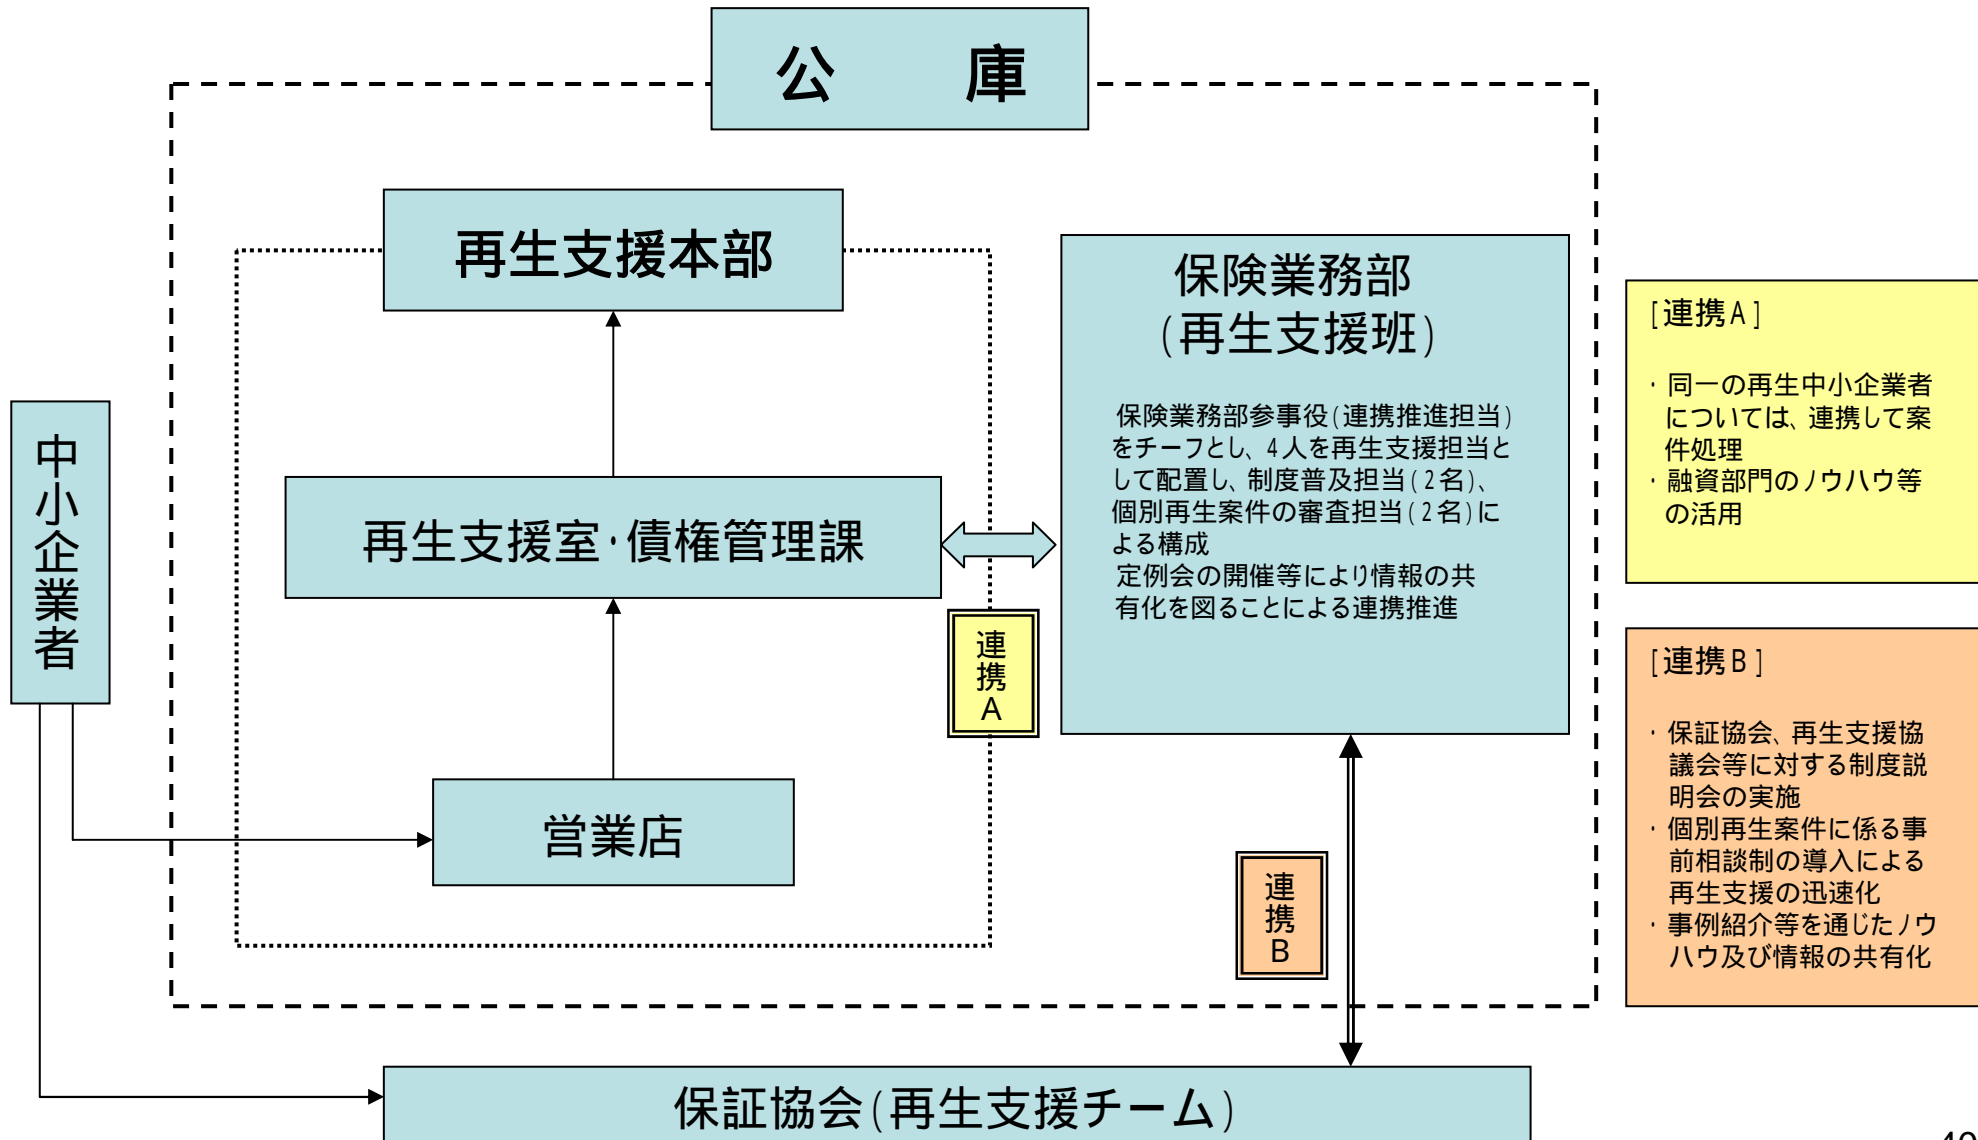 公　庫
再生支援本部
保険業務部
(再生支援班)
保険業務部参事役(連携推進担当)
をチーフとし、4人を再生支援担当と
して配置し、制度普及担当(2名)、
個別再生案件の審査担当(2名)に
よる構成
定例会の開催等により情報の共
有化を図ることによる連携推進
[連携A]
・同一の再生中小企業者
については、連携して案
件処理
・融資部門のノウハウ等
の活用
中小企業者
再生支援室・債権管理課
連携A
営業店
連携B
[連携B]
・保証協会、再生支援協
議会等に対する制度説
明会の実施
・個別再生案件に係る事
前相談制の導入による
再生支援の迅速化
・事例紹介等を通じたノウ
ハウ及び情報の共有化
保証協会(再生支援チーム)